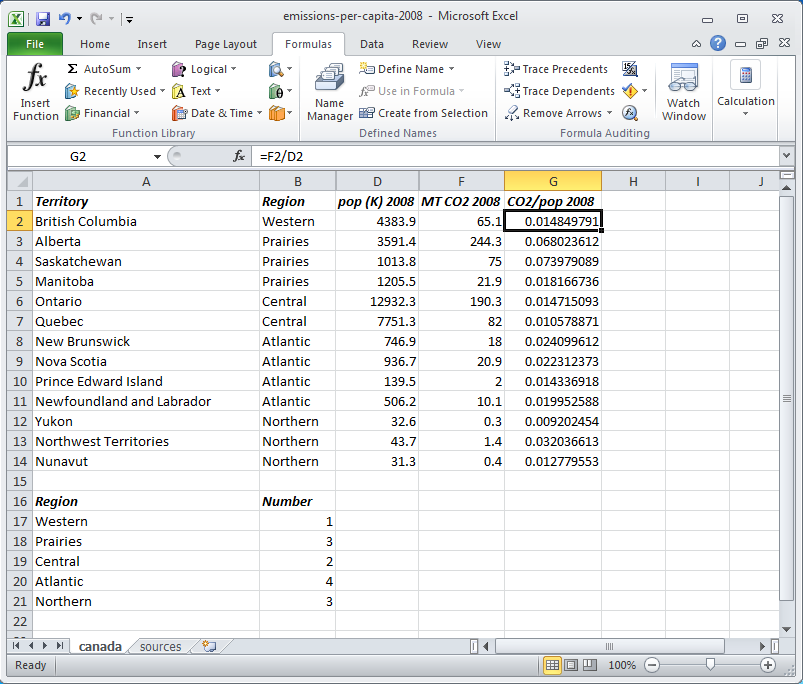 emissions-per-capita-2008 - Microsoft Excel
File Home Insert Page Layout Formulas Data Review View
fx Insert Function
Σ AutoSum
Recently Used
Financial
Logical
Text
Date & Time
Function Library
Name Manager
Define Name
Use in Formula
Create from Selection
Defined Names
Trace Precedents
Trace Dependents
Remove Arrows
Formula Auditing
Watch Window
Calculation
G2 fx =F2/D2
A B D F G H I J
1 Territory Region pop (K) 2008 MT CO2 2008 CO2/pop 2008
2 British Columbia Western 4383.9 65.1 0.014849791
3 Alberta Prairies 3591.4 244.3 0.068023612
4 Saskatchewan Prairies 1013.8 75 0.073979089
5 Manitoba Prairies 1205.5 21.9 0.018166736
6 Ontario Central 12932.3 190.3 0.014715093
7 Quebec Central 7751.3 82 0.010578871
8 New Brunswick Atlantic 746.9 18 0.024099612
9 Nova Scotia Atlantic 936.7 20.9 0.022312373
10 Prince Edward Island Atlantic 139.5 2 0.014336918
11 Newfoundland and Labrador Atlantic 506.2 10.1 0.019952588
12 Yukon Northern 32.6 0.3 0.009202454
13 Northwest Territories Northern 43.7 1.4 0.032036613
14 Nunavut Northern 31.3 0.4 0.012779553
15
16 Region Number
17 Western 1
18 Prairies 3
19 Central 2
20 Atlantic 4
21 Northern 3
22
canada sources
Ready 100%